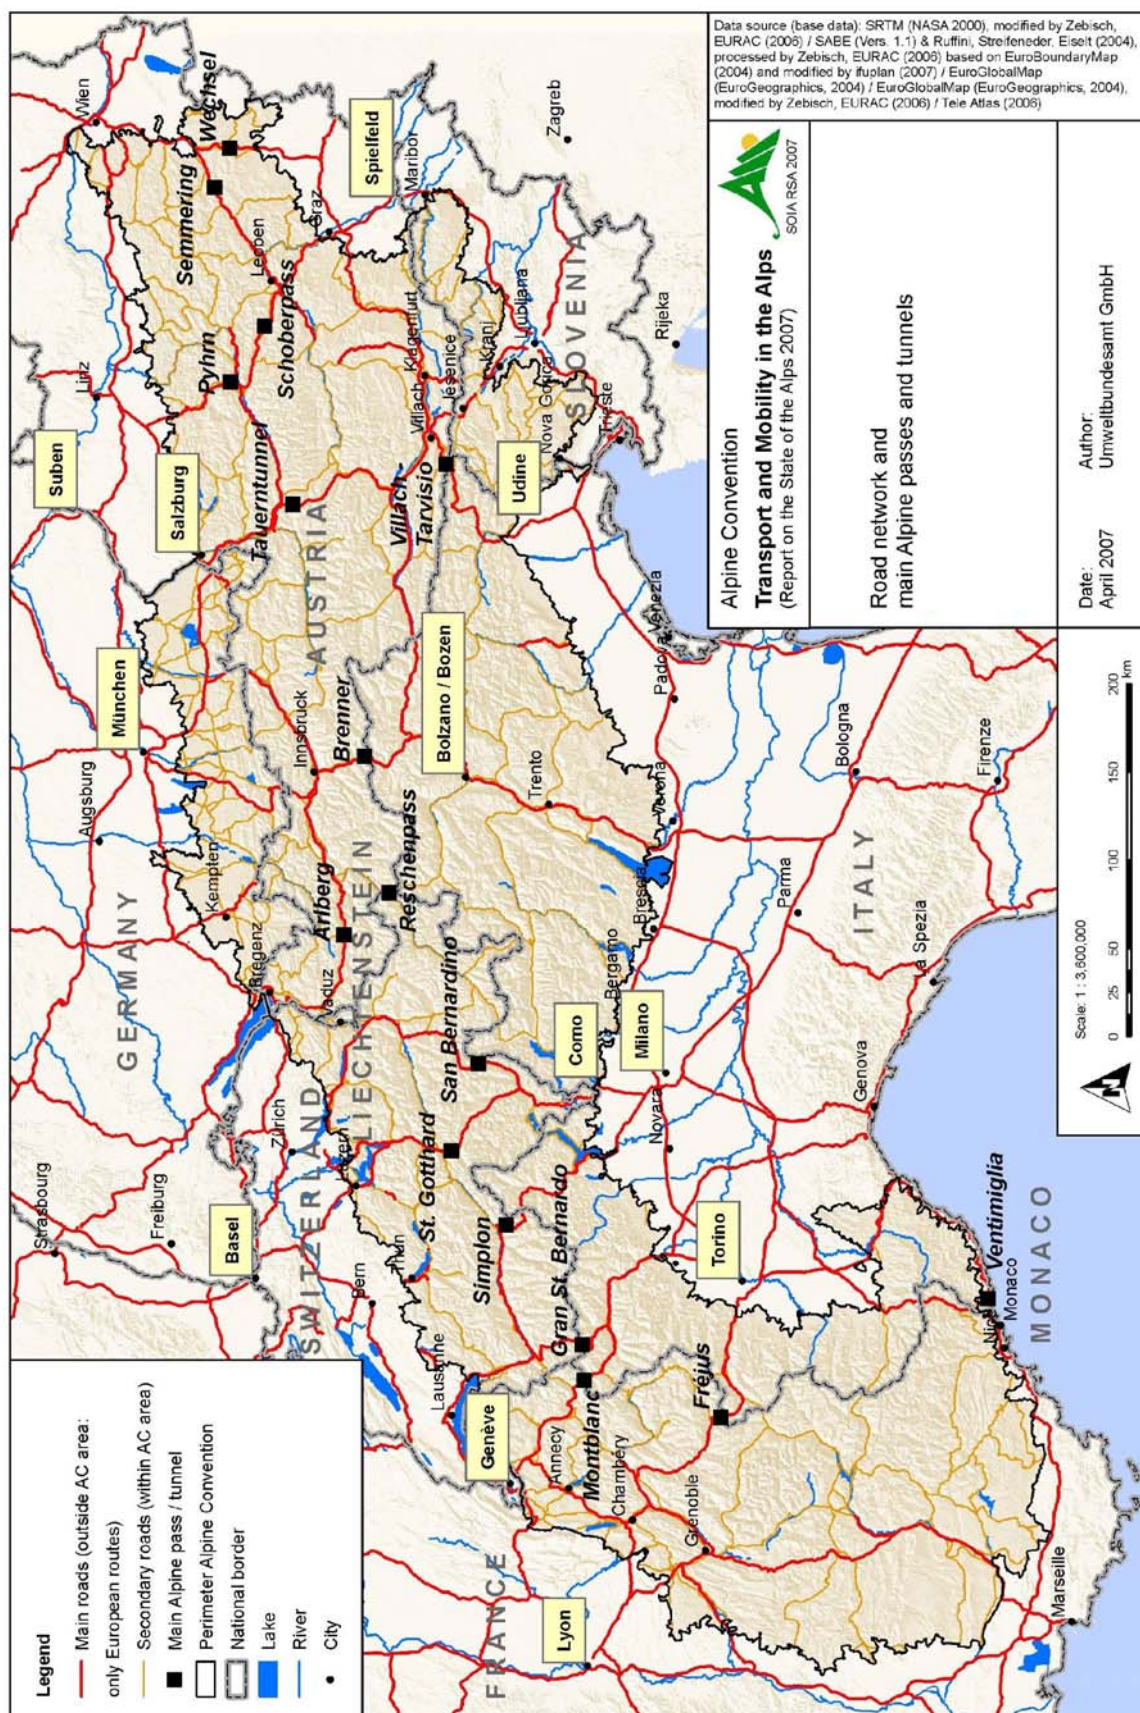 Legend
Main roads (outside AC area:
only European routes)
Secondary roads (within AC area)
Main Alpine pass / tunnel
Perimeter Alpine Convention
National border
Lake
River
City
Strasbourg
Suben
Linz
Wien
Augsburg
GERMANY
Freiburg
München
Salzburg
Basel
Kempten
Pyhrn
Semmering
Wechsel
Bregenz
Zürich
Leoben
Schoberpass
Tauerntunnel
SWITZERLAND
Vaduz
Arlberg
Innsbruck
AUSTRIA
Graz
Bern
LIECHTENSTEIN
Brenner
Spielfeld
Thun
St. Gotthard
Reschenpass
Villach-
Tarvisio
Villach
Klagenfurt
Maribor
Lausanne
San Bernardino
Bolzano / Bozen
Jesenice
Kranj
Genève
Simplon
FRANCE
Udine
Ljubljana
Nova Gorica
Zagreb
Annecy
Montblanc
Gran St. Bernardo
Como
Trento
SLOVENIA
Lyon
Chambéry
Bergamo
Milano
Brescia
Verona
Trieste
Novara
Padova
Venezia
Rijeka
Grenoble
Fréjus
Torino
Parma
Bologna
ITALY
Genova
La Spezia
Firenze
Ventimiglia
Monaco
MONACO
Marseille
Scale: 1 : 3,600,000
0 25 50 100 150 200
km
N
Alpine Convention
Transport and Mobility in the Alps
(Report on the State of the Alps 2007)
SOIA RSA 2007
Road network and
main Alpine passes and tunnels
Date:
April 2007
Author:
Umweltbundesamt GmbH
Data source (base data): SRTM (NASA 2000), modified by Zebisch,
EURAC (2006) / SABE (Vers. 1.1) & Ruffini, Streifeneder, Eiselt (2004),
processed by Zebisch, EURAC (2006) based on EuroBoundaryMap
(2004) and modified by ifuplan (2007) / EuroGlobalMap
(EuroGeographics, 2004) / EuroGlobalMap (EuroGeographics, 2004),
modified by Zebisch, EURAC (2006) / Tele Atlas (2006)